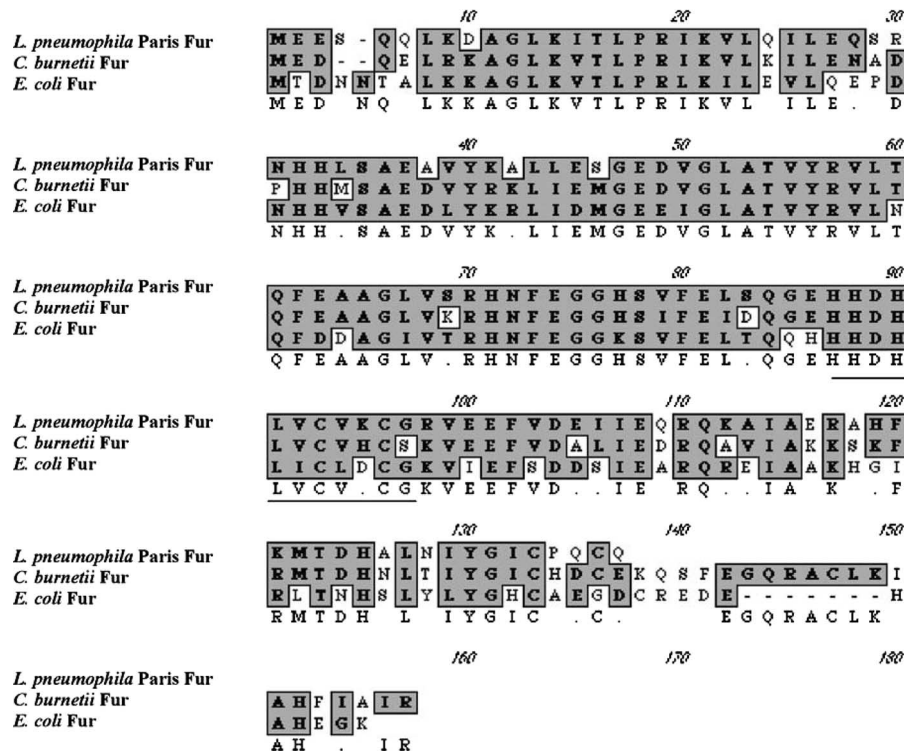 10 20 30
L. pneumophila Paris Fur M E E S - Q Q L K D A G L K I T L P R I K V L Q I L E Q S R
C. burnetii Fur M E D - - Q E L R K A G L K V T L P R I K V L K I L E N A D
E. coli Fur M T D N N T A L K K A G L K V T L P R L K I L E V L Q E P D
M E D N Q L K K A G L K V T L P R I K V L I L E . D
40 50 60
L. pneumophila Paris Fur N H H L S A E A V Y K A L L E S G E D V G L A T V Y R V L T
C. burnetii Fur P H H M S A E D V Y R K L I E M G E D V G L A T V Y R V L T
E. coli Fur N H H V S A E D L Y K R L I D M G E E I G L A T V Y R V L N
N H H . S A E D V Y K . L I E M G E D V G L A T V Y R V L T
70 80 90
L. pneumophila Paris Fur Q F E A A G L V S R H N F E G G H S V F E L S Q G E H H D H
C. burnetii Fur Q F E A A G L V K R H N F E G G H S I F E I D Q G E H H D H
E. coli Fur Q F D D A G I V T R H N F E G G K S V F E L T Q Q H H H D H
Q F E A A G L V . R H N F E G G H S V F E L . Q G E H H D H
100 110 120
L. pneumophila Paris Fur L V C V K C G R V E E F V D E I I E Q R Q K A I A E R A H F
C. burnetii Fur L V C V H C S K V E E F V D A L I E D R Q A V I A K K S K F
E. coli Fur L I C L D C G K V I E F S D D S I E A R Q R E I A A K H G I
L V C V . C G K V E E F V D . . I E R Q . . I A K . F
130 140 150
L. pneumophila Paris Fur K M T D H A L N I Y G I C P Q C Q
C. burnetii Fur R M T D H N L T I Y G I C H D C E K Q S F E G Q R A C L K I
E. coli Fur R L T N H S L Y L Y G H C A E G D C R E D E - - - - - - - H
R M T D H L I Y G I C . C . E G Q R A C L K
160 170 180
L. pneumophila Paris Fur
C. burnetii Fur A H F I A I R
E. coli Fur A H E G K
A H . I R